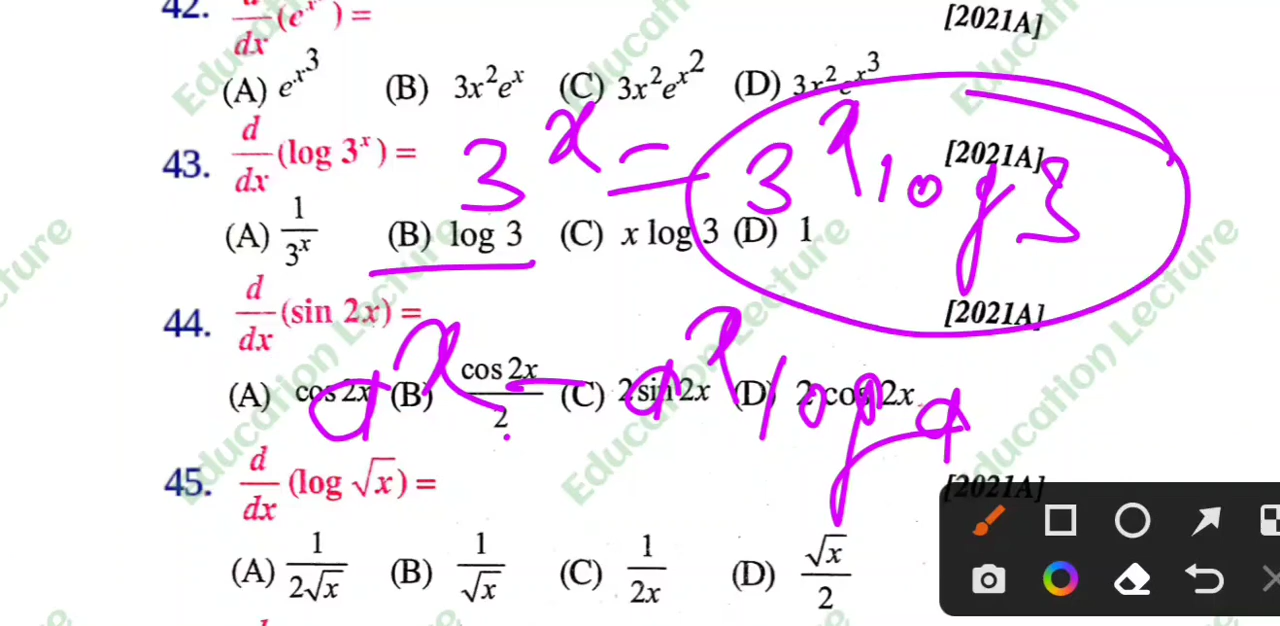 42. d/dx (e^x ) = [2021A]
(A) e^x^3 (B) 3x^2e^x (C) 3x^2e^x^2 (D) 3x^2e^x^3
43. d/dx (log 3^x) = [2021A]
3^x = 3^x log 3
(A) 1/3^x (B) log 3 (C) x log 3 (D) 1
44. d/dx (sin 2x) = [2021A]
a^x - a^x log a
(A) cos 2x (B) cos 2x/2 (C) 2 sin 2x (D) 2 cos 2x
45. d/dx (log √x) = [2021A]
(A) 1/2√x (B) 1/√x (C) 1/2x (D) √x/2
Education Lecture